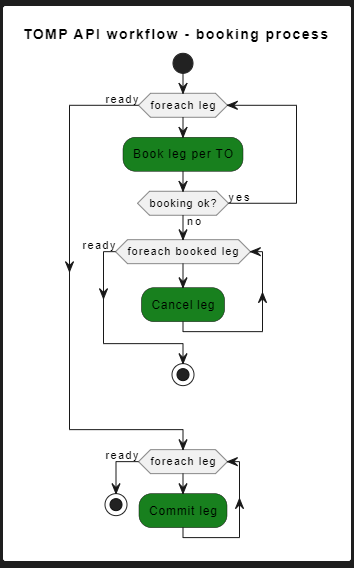 TOMP API workflow - booking process
ready
foreach leg
Book leg per TO
booking ok?
yes
no
ready
foreach booked leg
Cancel leg
ready
foreach leg
Commit leg